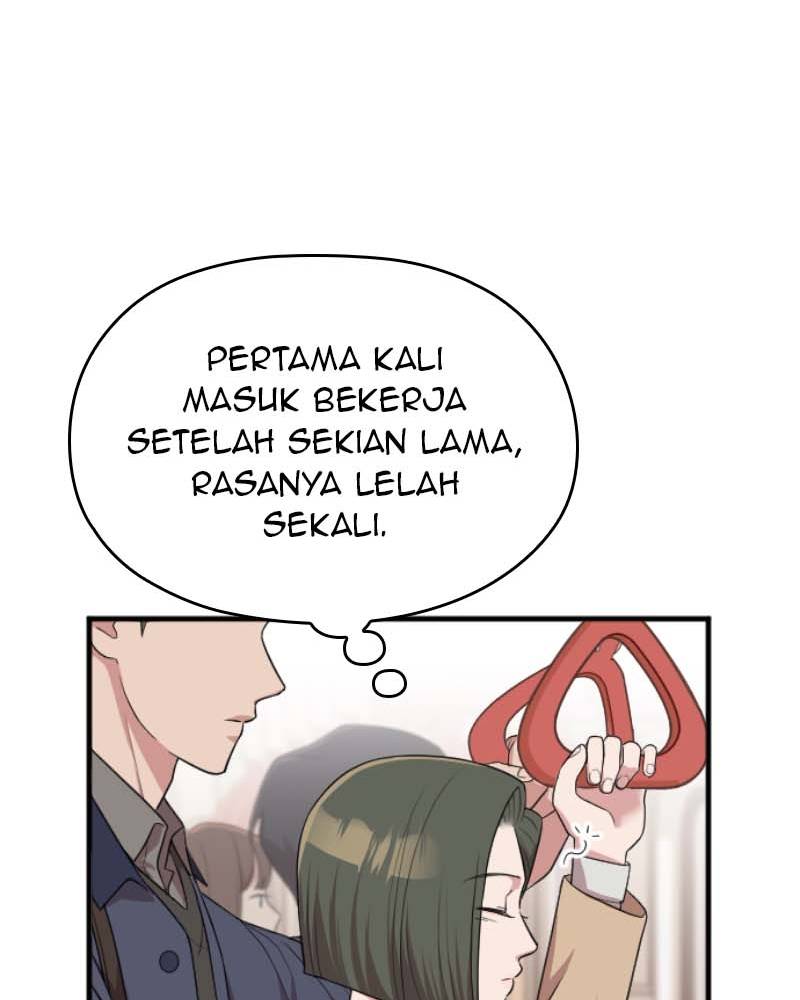 PERTAMA KALI
MASUK BEKERJA
SETELAH SEKIAN LAMA,
RASANYA LELAH
SEKALI.